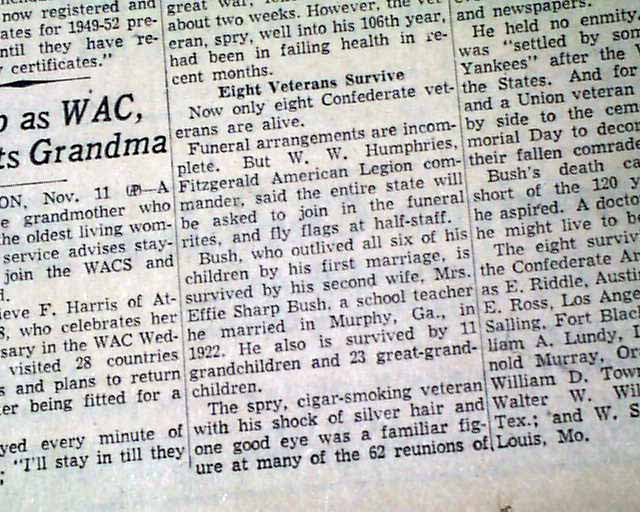 now registered and
ates for 1949-52 pre-
ntil they have re-
certificates."
as WAC,
ts Grandma
ON, Nov. 11 (AP)—A
e grandmother who
he oldest living wom-
service advises stay-
join the WACS and
d.
ieve F. Harris of At-
8, who celebrates her
sary in the WAC Wed-
visited 28 countries
s and plans to return
ter being fitted for a
yed every minute of
; "I'll stay in till they
great war,
about two weeks. However, the vet-
eran, spry, well into his 106th year,
had been in failing health in re-
cent months.
Eight Veterans Survive
Now only eight Confederate vet-
erans are alive.
Funeral arrangements are incom-
plete. But W. W. Humphries,
Fitzgerald American Legion com-
mander, said the entire state will
be asked to join in the funeral
rites, and fly flags at half-staff.
Bush, who outlived all six of his
children by his first marriage, is
survived by his second wife, Mrs.
Effie Sharp Bush, a school teacher
he married in Murphy, Ga., in
1922. He also is survived by 11
grandchildren and 23 great-grand-
children.
The spry, cigar-smoking veteran
with his shock of silver hair and
one good eye was a familiar fig-
ure at many of the 62 reunions of
and newspapers.
He held no enmity
was "settled by som
Yankees" after the
the States. And for
and a Union veteran
by side to the cem
morial Day to decor
their fallen comrade
Bush's death ca
short of the 120 y
he aspired. A doctor
he might live to b
The eight surviv
the Confederate Ar
as E. Riddle, Austin
E. Ross, Los Ange
Salling, Fort Black
liam A. Lundy,
nold Murray, Or
William D. Town
Walter W. Wil
Tex.; and W. S
Louis, Mo.